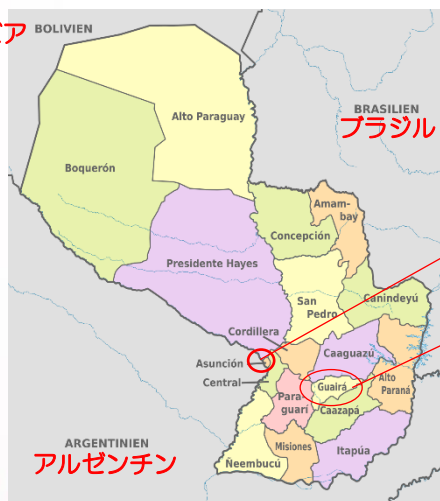 ビア
BOLIVIEN
BRASILIEN
ブラジル
Alto Paraguay
Boquerón
Amam-
bay
Concepción
Presidente Hayes
Canindeyú
San
Pedro
Cordillera
Caaguazú
Asunción
Central
Guairá
Alto
Paraná
Para
guarí
Caazapá
Misiones
Itapúa
Ñeembucú
ARGENTINIEN
アルゼンチン